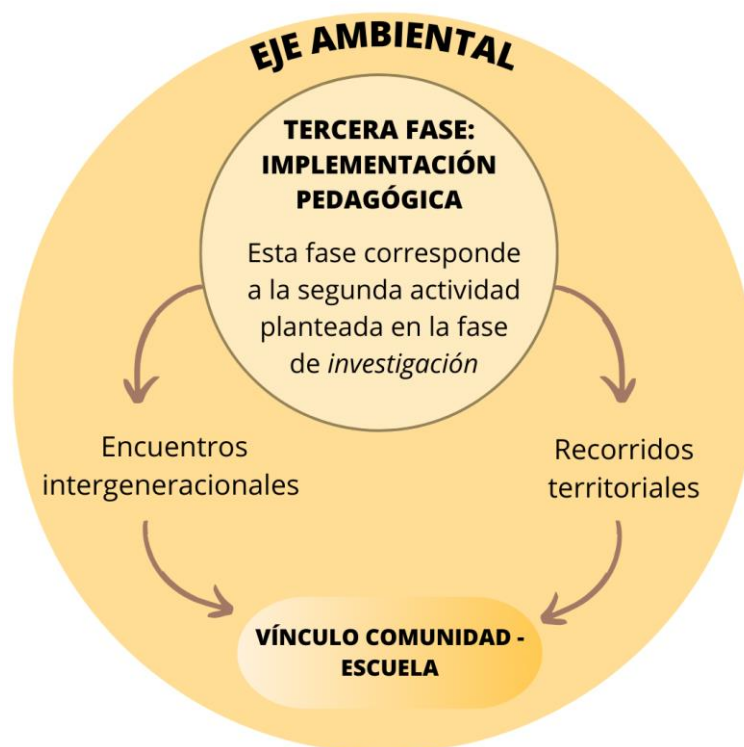 EJE AMBIENTAL
TERCERA FASE:
IMPLEMENTACIÓN
PEDAGÓGICA
Esta fase corresponde
a la segunda actividad
planteada en la fase
de investigación
Encuentros
intergeneracionales
Recorridos
territoriales
VÍNCULO COMUNIDAD -
ESCUELA